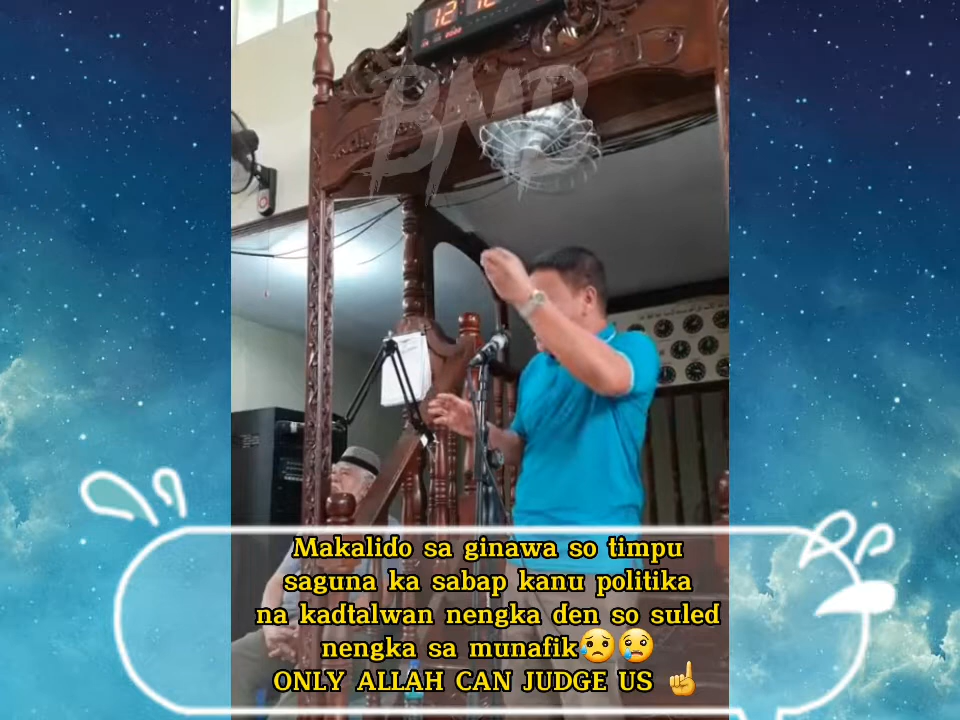 BNP
Makalido sa ginawa so timpu
saguna ka sabap kanu politika
na kadtalwan nengka den so suled
nengka sa munafik😥😢
ONLY ALLAH CAN JUDGE US ☝